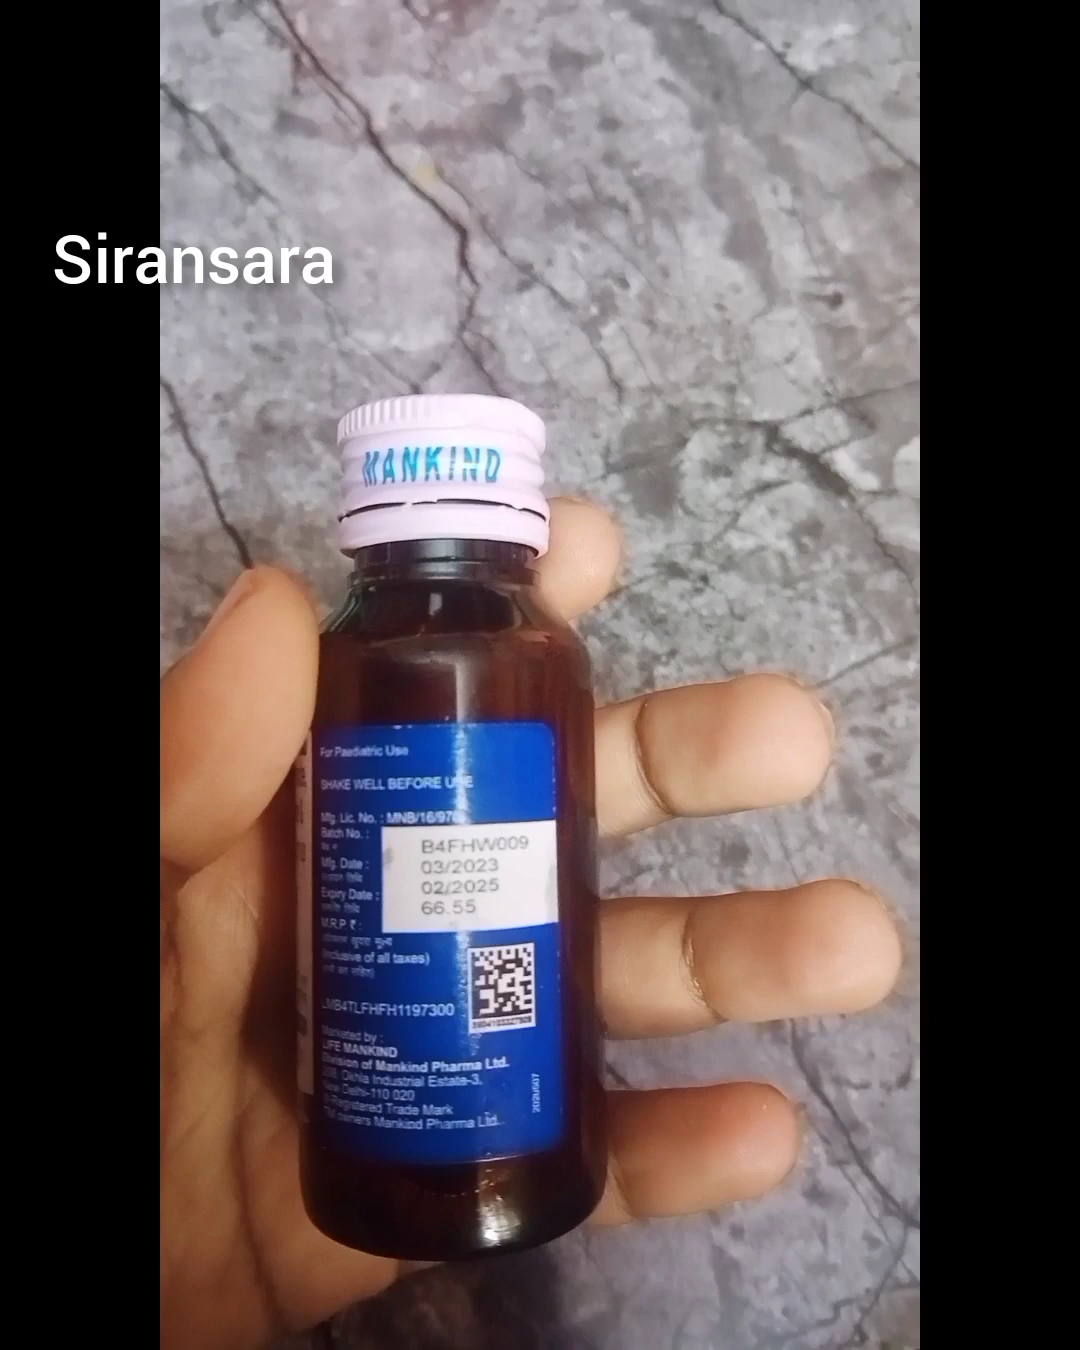 Siransara
MANKIND
For Paediatric Use
SHAKE WELL BEFORE USE
Mfg. Lic. No. : MNB/16/970
Batch No. :
B4FHW009
Mfg. Date :
03/2023
Expiry Date :
02/2025
M.R.P ₹ :
66.55
अधिकतम खुदरा मूल्य
(Inclusive of all taxes)
LMB4TLFHFH1197300
Marketed by :
LIFE MANKIND
Division of Mankind Pharma Ltd.
Okhla Industrial Estate-3,
New Delhi-110 020
Registered Trade Mark
TM owners Mankind Pharma Ltd.